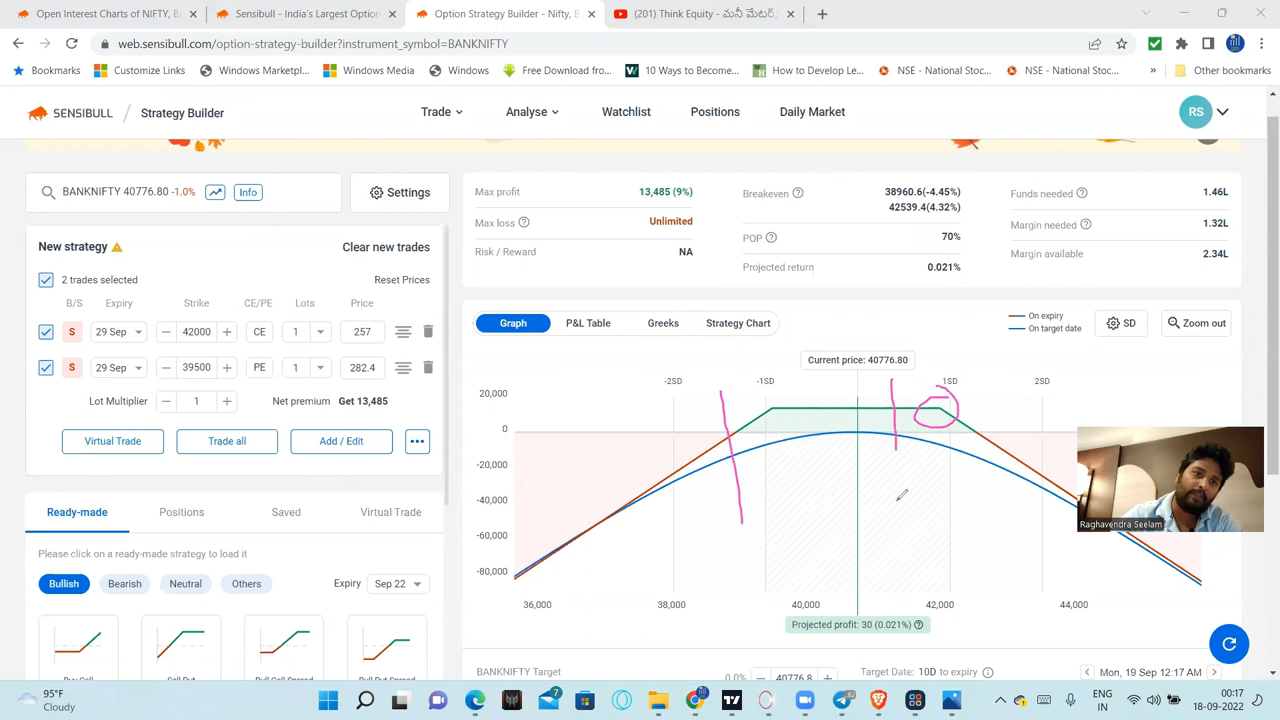 Open Interest Charts of NIFTY, B
Sensibull - India's Largest Option
Option Strategy Builder - Nifty, B
(201) Think Equity - మనీ మేటర్,
web.sensibull.com/option-strategy-builder?instrument_symbol=BANKNIFTY
Bookmarks
Customize Links
Windows Marketpl...
Windows Media
Windows
Free Download fro...
10 Ways to Become...
How to Develop Le...
NSE - National Stoc...
NSE - National Stoc...
»
Other bookmarks
SENSIBULL / Strategy Builder
Trade
Analyse
Watchlist
Positions
Daily Market
RS
BANKNIFTY 40776.80 -1.0% Info
Settings
New strategy
Clear new trades
2 trades selected
Reset Prices
B/S Expiry Strike CE/PE Lots Price
S 29 Sep − 42000 + CE 1 257
S 29 Sep − 39500 + PE 1 282.4
Lot Multiplier − 1 + Net premium Get 13,485
Virtual Trade
Trade all
Add / Edit
Ready-made
Positions
Saved
Virtual Trade
Please click on a ready-made strategy to load it
Bullish
Bearish
Neutral
Others
Expiry Sep 22
Max profit 13,485 (9%)
Max loss Unlimited
Risk / Reward NA
Breakeven 38960.6(-4.45%)
42539.4(4.32%)
POP 70%
Projected return 0.021%
Funds needed 1.46L
Margin needed 1.32L
Margin available 2.34L
Graph
P&L Table
Greeks
Strategy Chart
On expiry
On target date
SD
Zoom out
Current price: 40776.80
-2SD
-1SD
1SD
2SD
20,000
0
-20,000
-40,000
-60,000
-80,000
36,000
38,000
40,000
42,000
44,000
Projected profit: 30 (0.021%)
Raghavendra Seelam
BANKNIFTY Target
0.0%
− 40776.8 +
Target Date: 10D to expiry
Mon, 19 Sep 12:17 AM
95°F
Cloudy
7
ENG
IN
00:17
18-09-2022